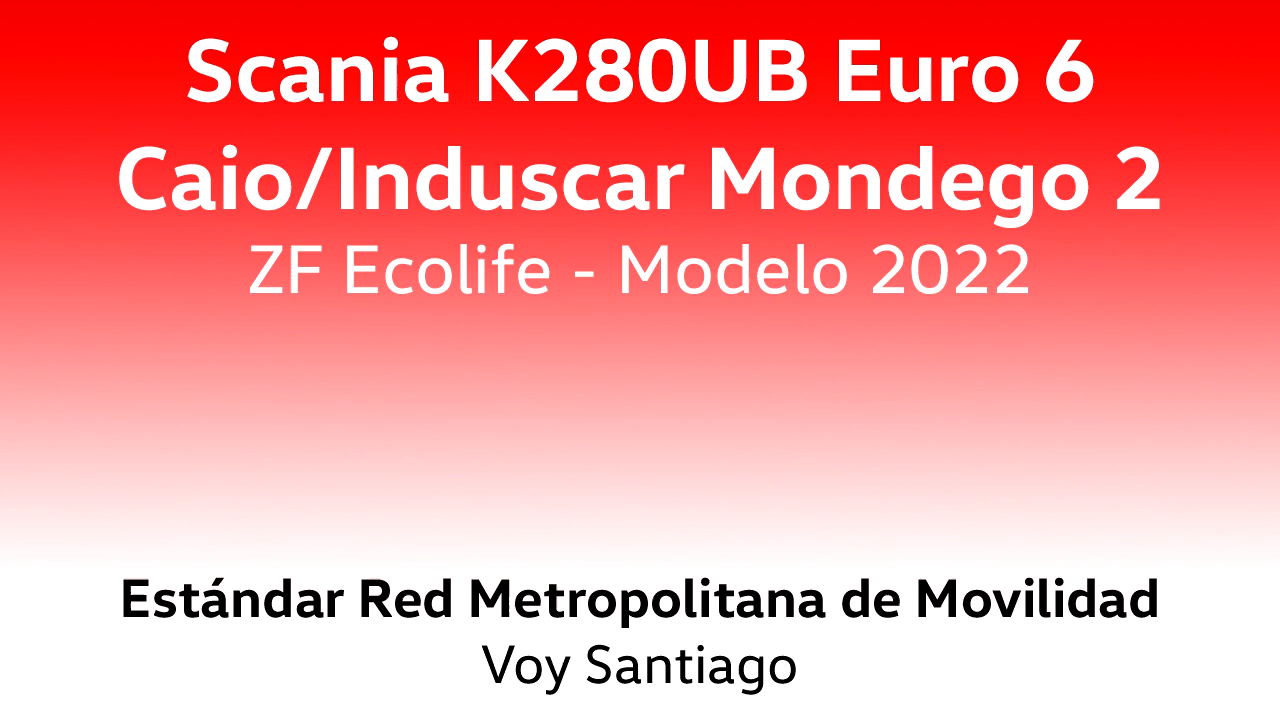 Scania K280UB Euro 6
Caio/Induscar Mondego 2
ZF Ecolife - Modelo 2022
Estándar Red Metropolitana de Movilidad
Voy Santiago